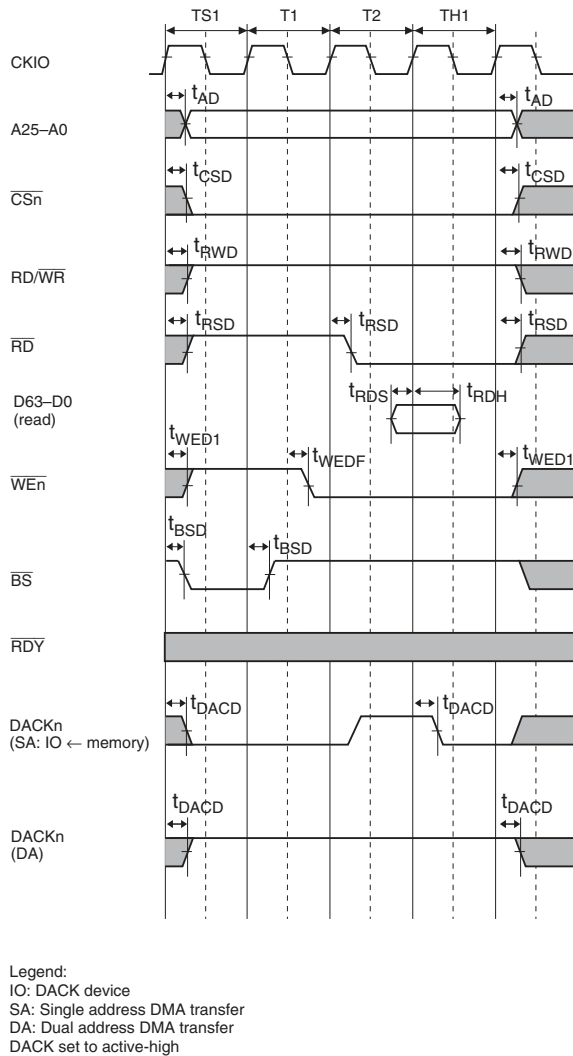 TS1 T1 T2 TH1
CKIO
tAD tAD
A25–A0
tCSD tCSD
CSn
tRWD tRWD
RD/WR
tRSD tRSD tRSD
RD
D63–D0
(read)
tRDS tRDH
tWED1 tWEDF tWED1
WEn
tBSD tBSD
BS
RDY
tDACD tDACD
DACKn
(SA: IO ← memory)
tDACD tDACD
DACKn
(DA)
Legend:
IO: DACK device
SA: Single address DMA transfer
DA: Dual address DMA transfer
DACK set to active-high